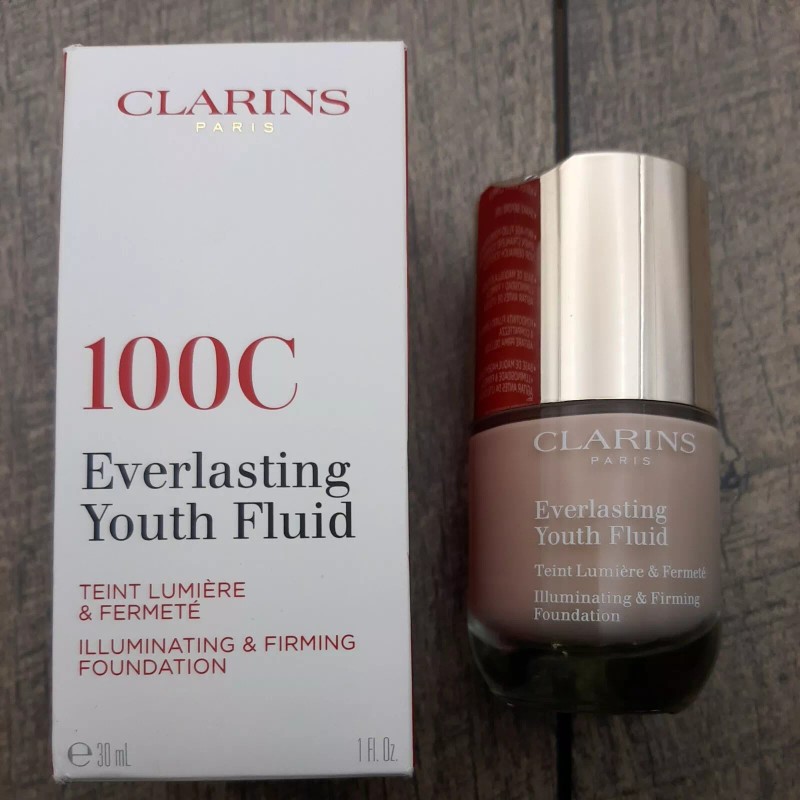 CLARINS
PARIS
100C
Everlasting
Youth Fluid
TEINT LUMIÈRE
& FERMETÉ
ILLUMINATING & FIRMING
FOUNDATION
℮ 30 mL
1 Fl. Oz.
CLARINS
PARIS
Everlasting
Youth Fluid
Teint Lumière & Fermeté
Illuminating & Firming
Foundation